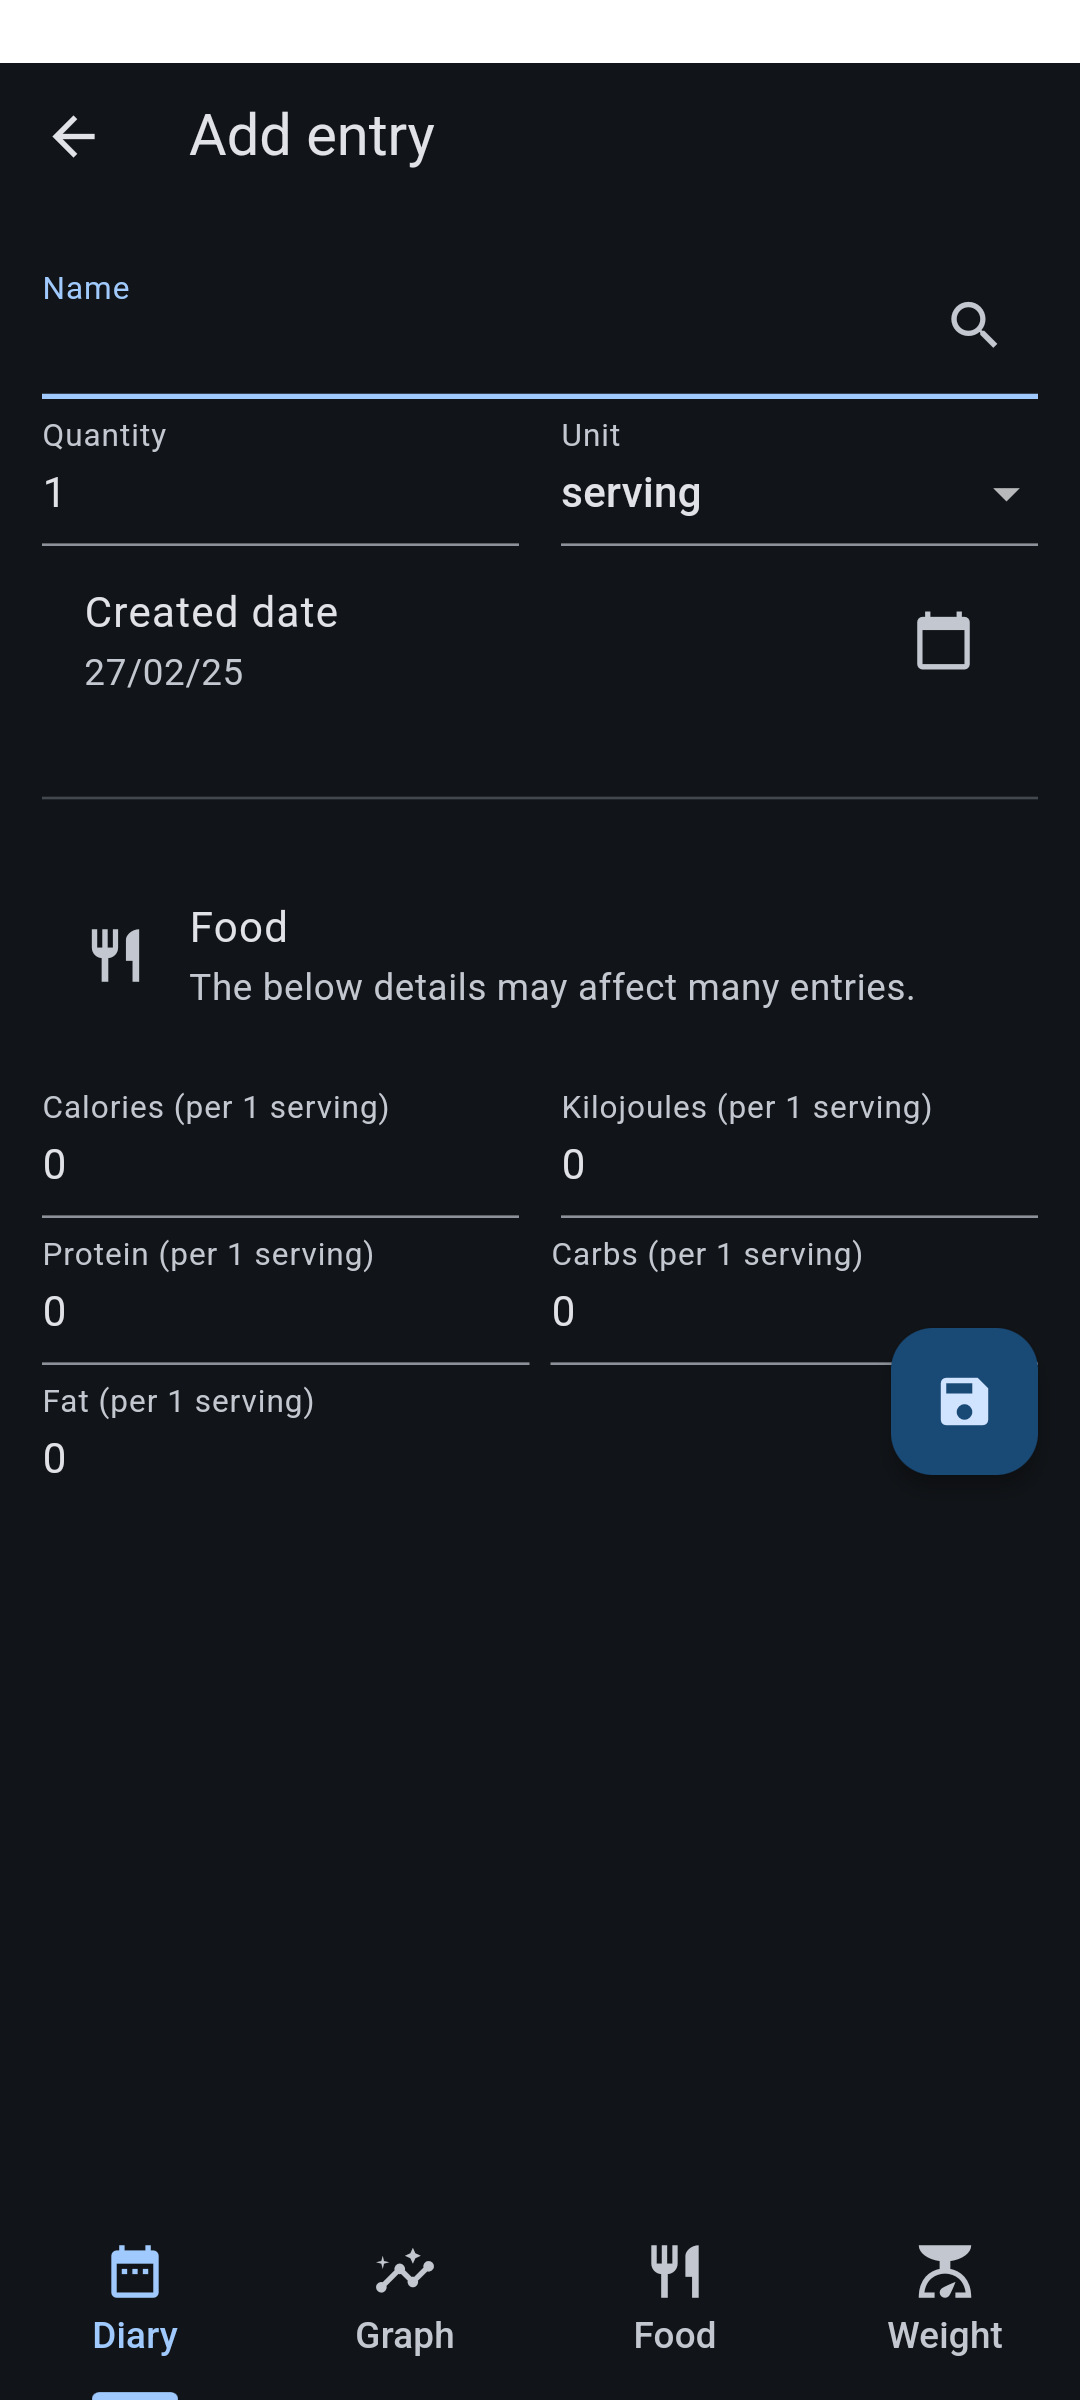 Add entry
Name
Quantity
Unit
1
serving
Created date
27/02/25
Food
The below details may affect many entries.
Calories (per 1 serving)
Kilojoules (per 1 serving)
0
0
Protein (per 1 serving)
Carbs (per 1 serving)
0
0
Fat (per 1 serving)
0
Diary
Graph
Food
Weight